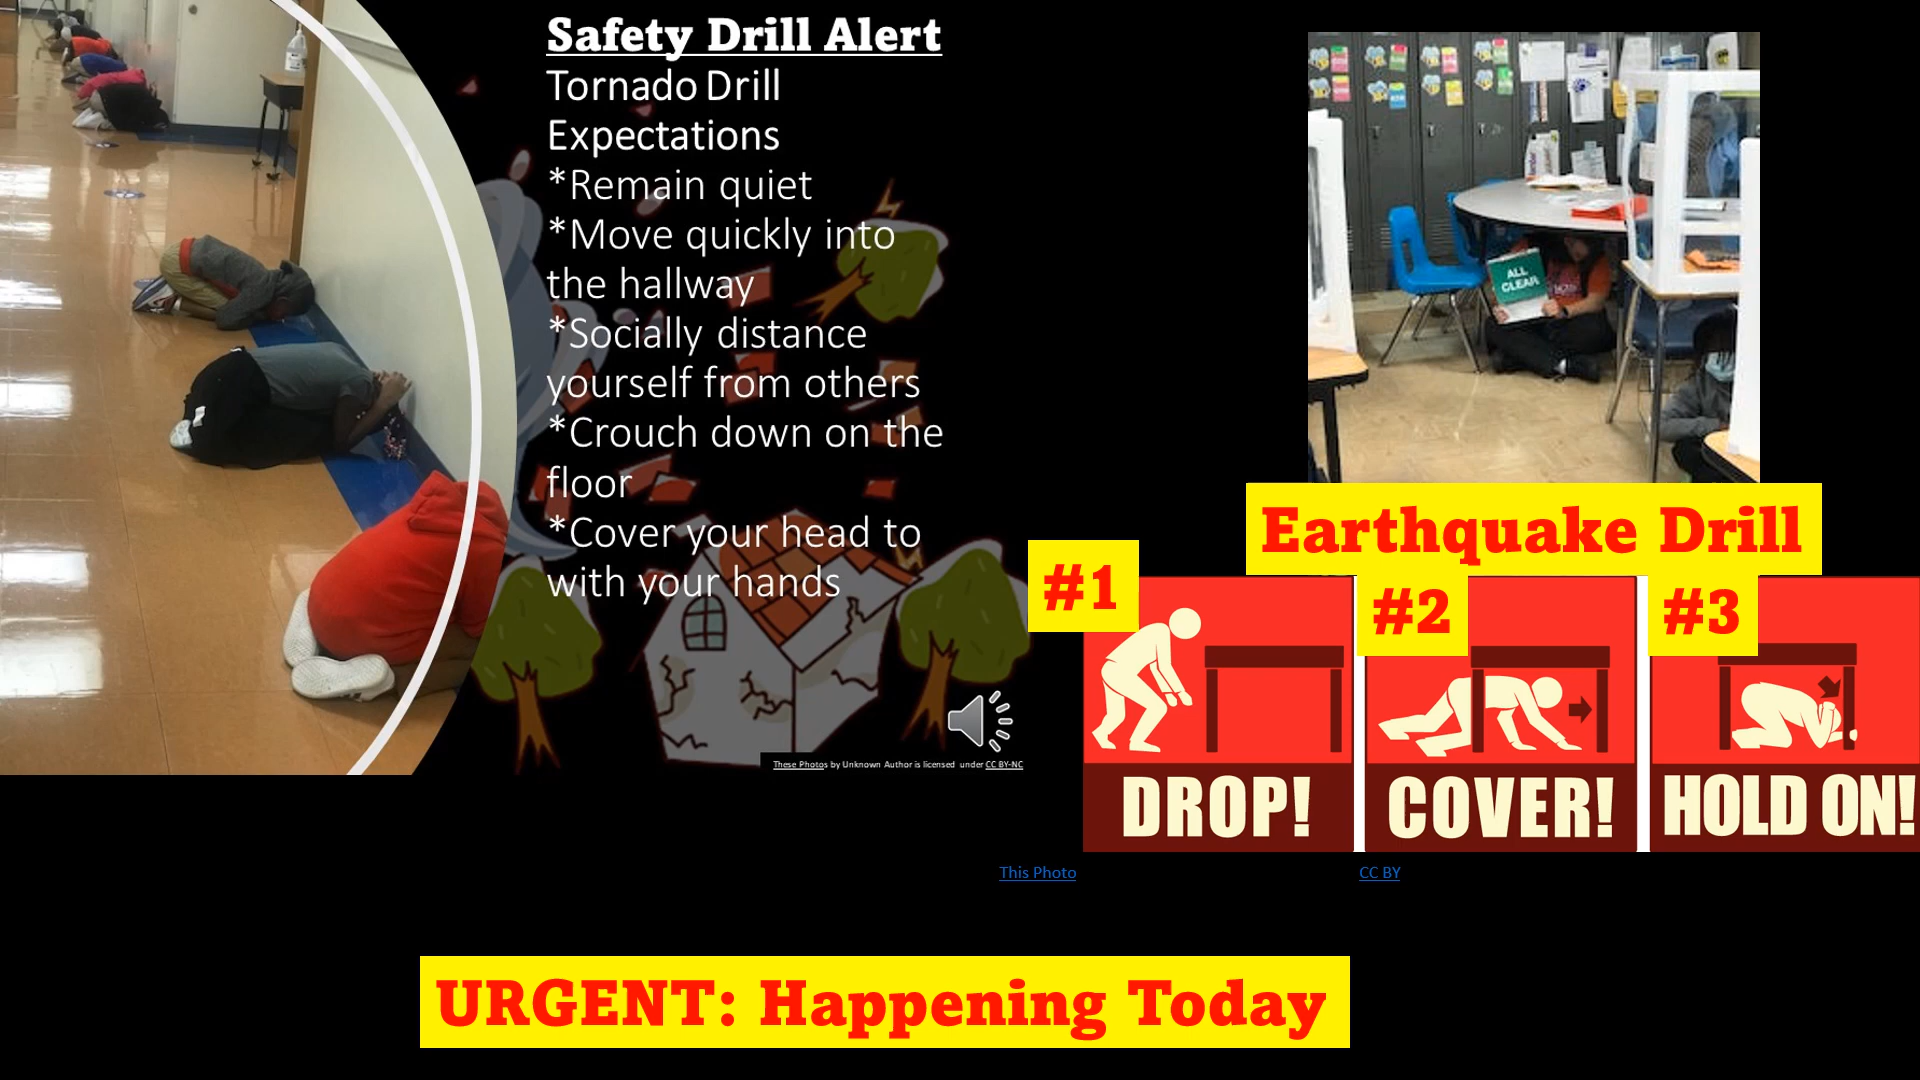 Safety Drill Alert
Tornado Drill
Expectations
*Remain quiet
*Move quickly into
the hallway
*Socially distance
yourself from others
*Crouch down on the
floor
*Cover your head to
with your hands
These Photos by Unknown Author is licensed under CC BY-NC
ALL
CLEAR
Earthquake Drill
#1
#2
#3
DROP!
COVER!
HOLD ON!
This Photo
CC BY
URGENT: Happening Today